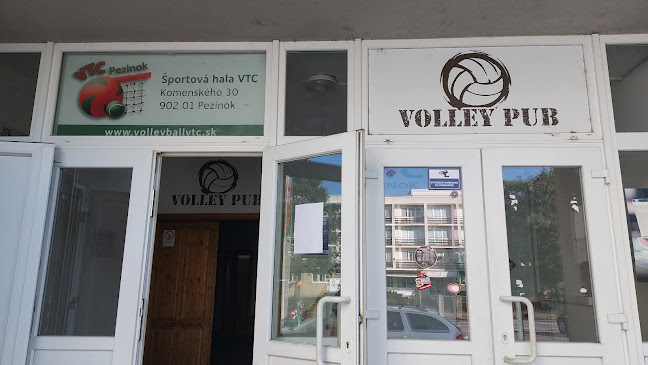 VTC Pezinok
Športová hala VTC
Komenského 30
902 01 Pezinok
www.volleyballvtc.sk
VOLLEY PUB
VOLLEY PUB